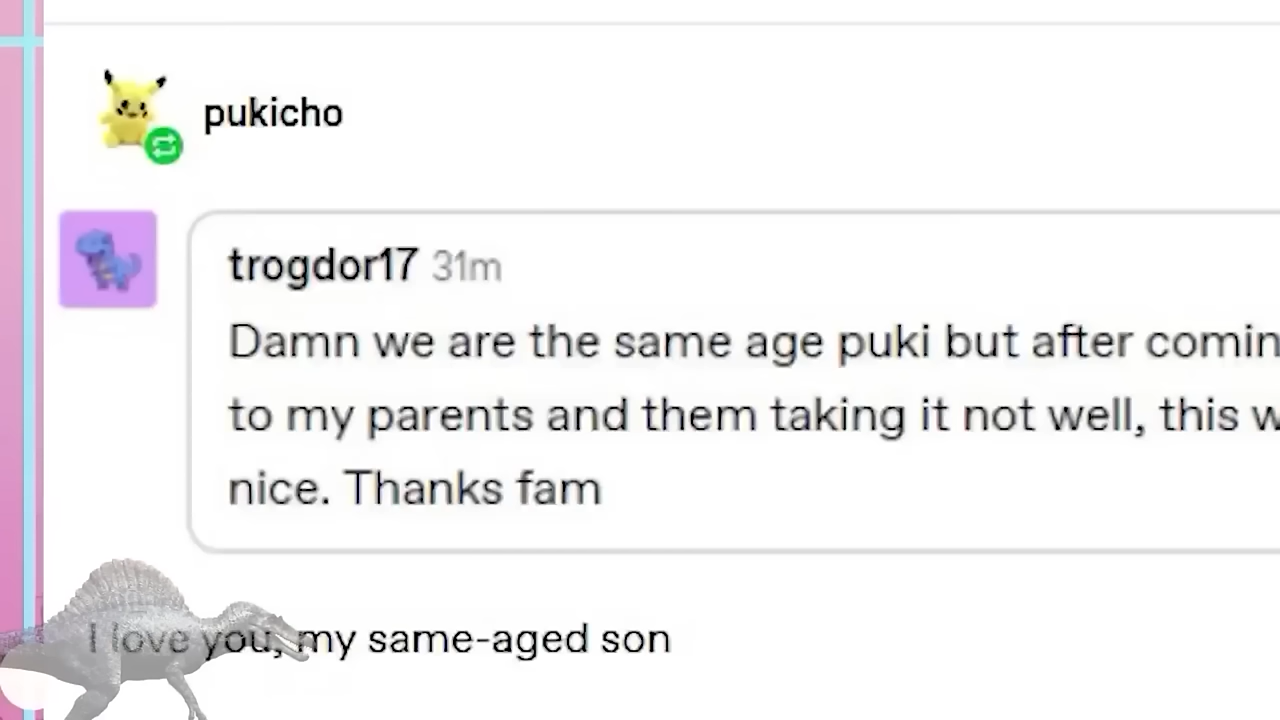 pukicho
trogdor17 31m
Damn we are the same age puki but after comin
to my parents and them taking it not well, this w
nice. Thanks fam
I love you, my same-aged son